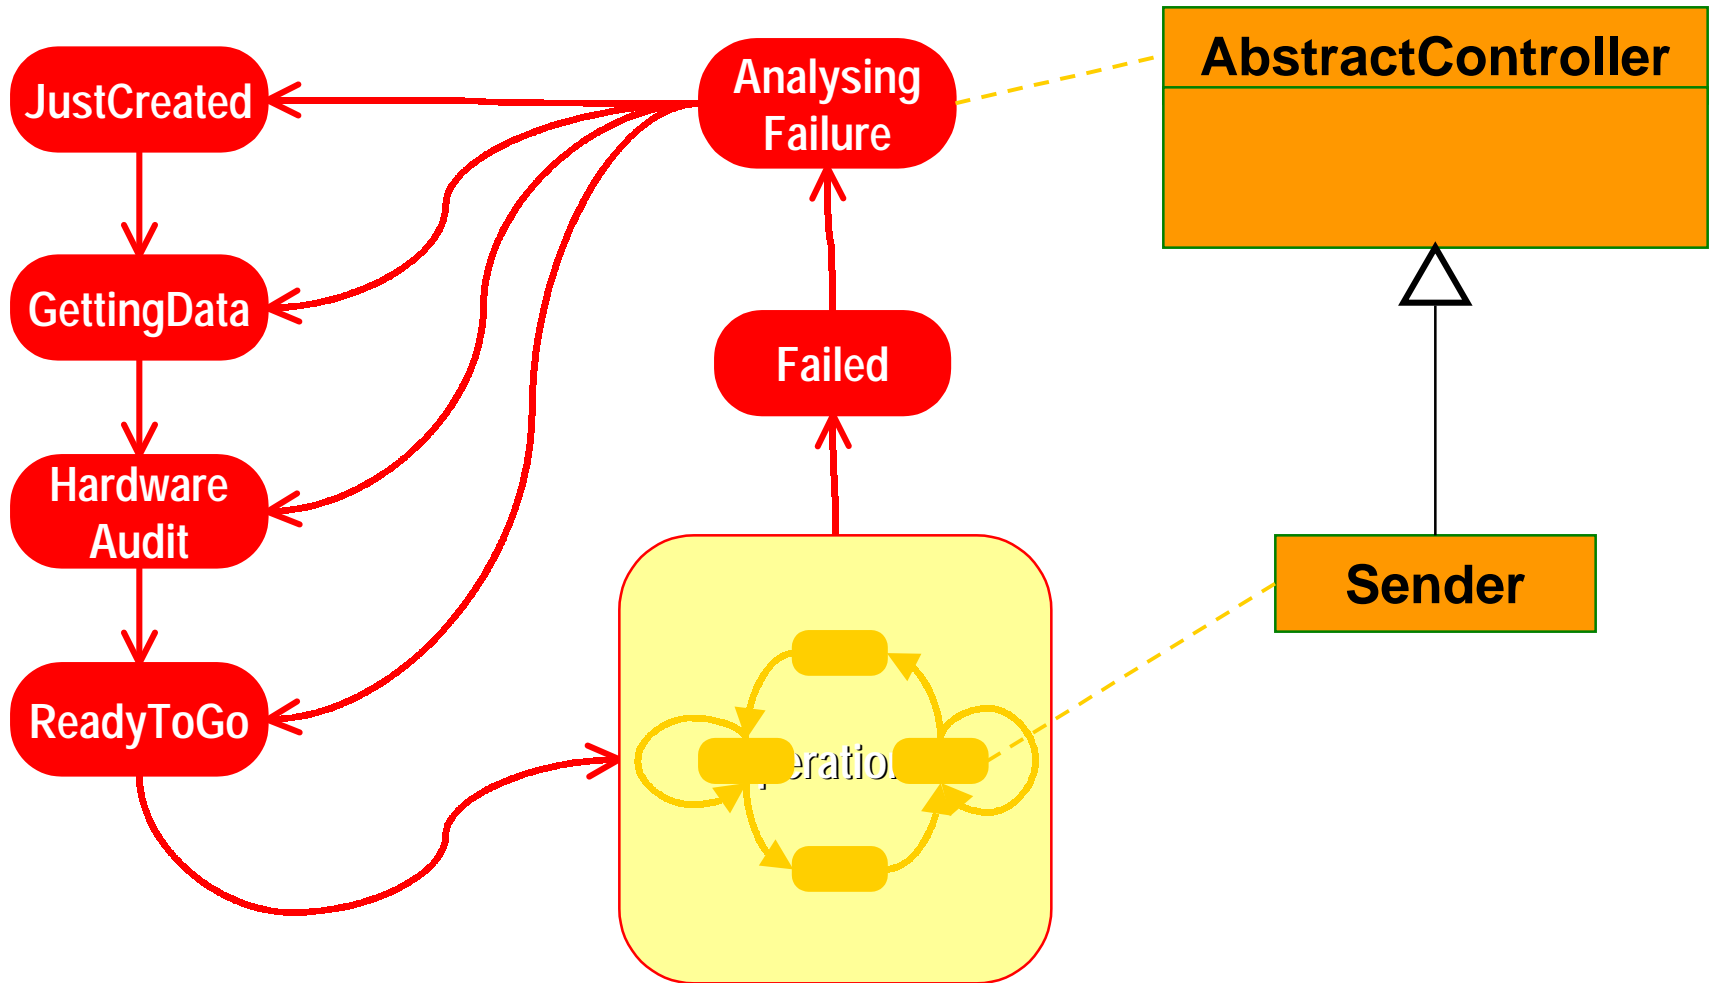 JustCreated
Analysing
Failure
AbstractController
GettingData
Failed
Hardware
Audit
Sender
ReadyToGo